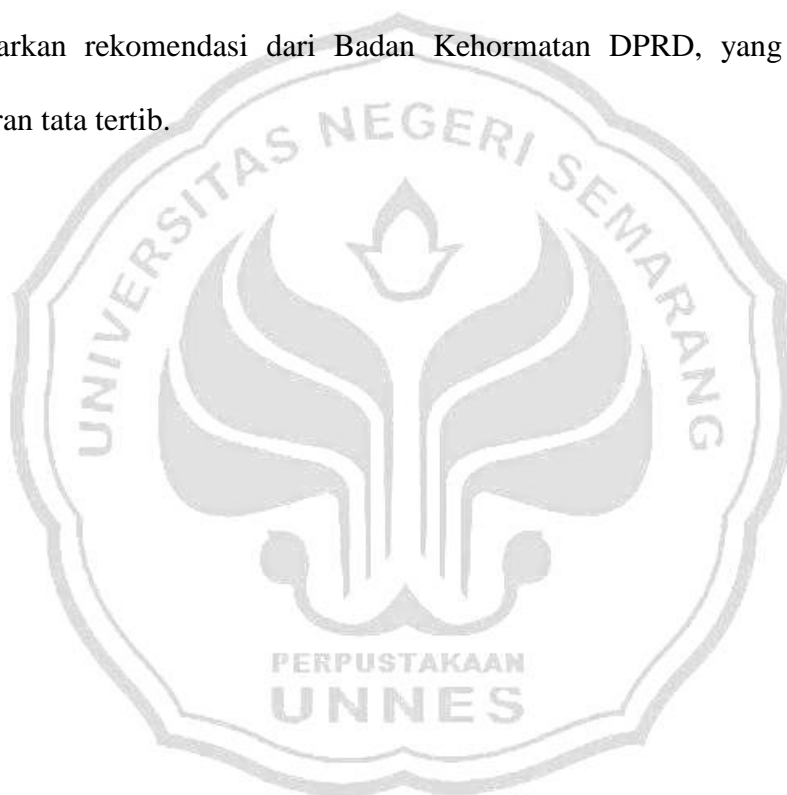 arkan rekomendasi dari Badan Kehormatan DPRD, yang
ran tata tertib.
UNIVERSITAS NEGERI SEMARANG
PERPUSTAKAAN
UNNES